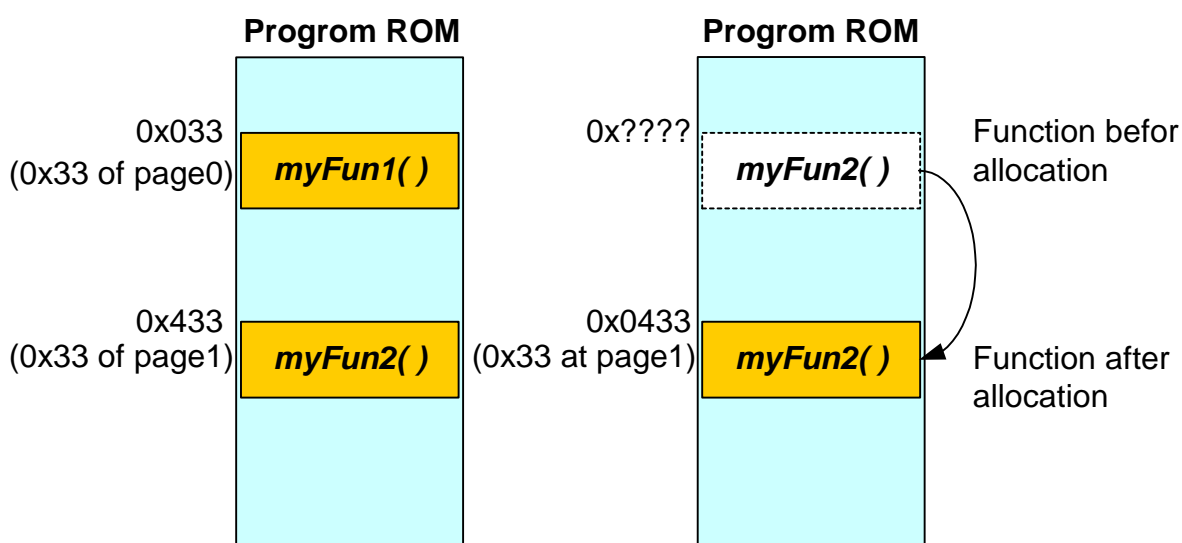 Progrom ROM
0x033
(0x33 of page0)
myFun1( )
0x433
(0x33 of page1)
myFun2( )
Progrom ROM
0x????
myFun2( )
Function befor
allocation
0x0433
(0x33 at page1)
myFun2( )
Function after
allocation